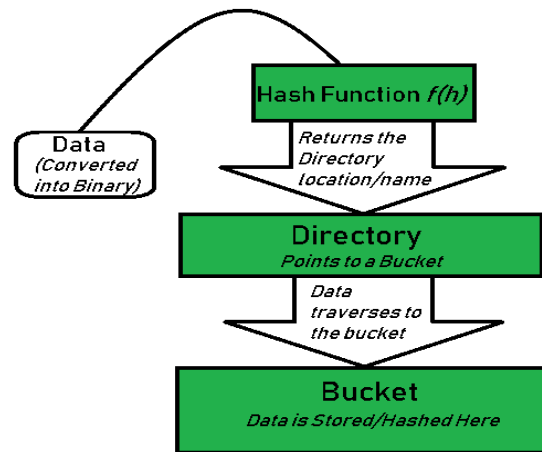 Hash Function f(h)
Data
(Converted
into Binary)
Returns the
Directory
location/name
Directory
Points to a Bucket
Data
traverses to
the bucket
Bucket
Data is Stored/Hashed Here